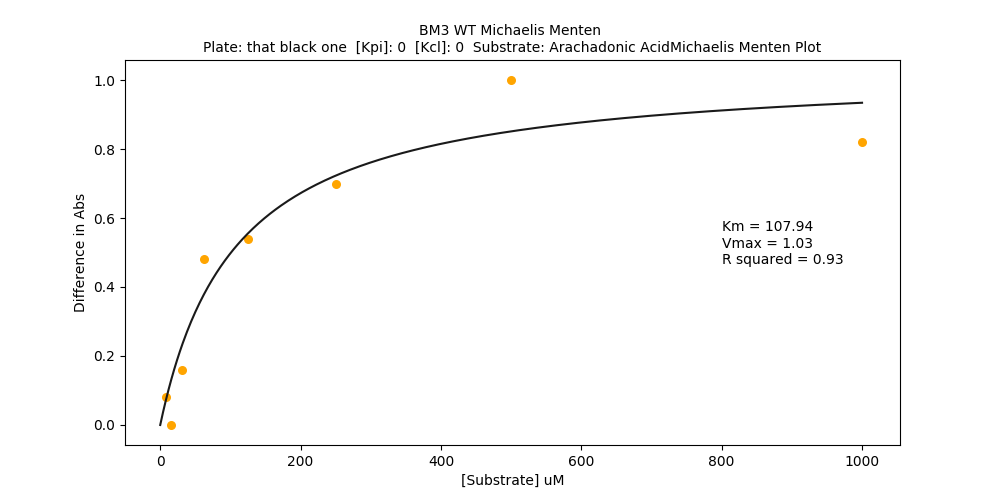 BM3 WT Michaelis Menten
Plate: that black one  [Kpi]: 0  [Kcl]: 0  Substrate: Arachadonic AcidMichaelis Menten Plot
1.0
0.8
0.6
0.4
0.2
0.0
Difference in Abs
Km = 107.94
Vmax = 1.03
R squared = 0.93
0 200 400 600 800 1000
[Substrate] uM